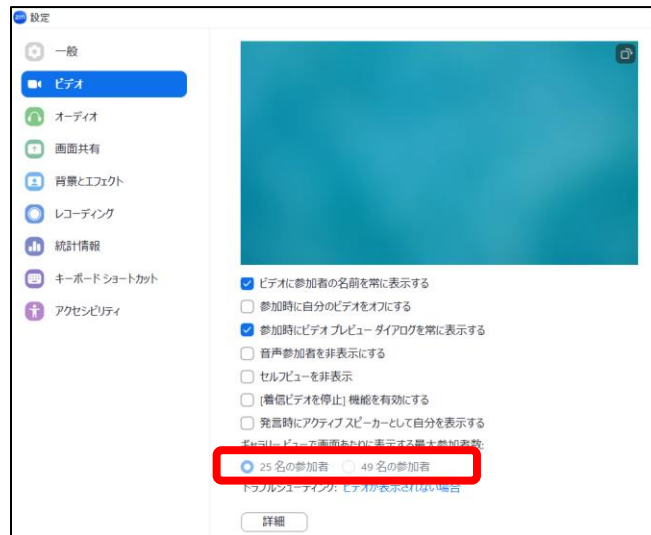 zm 設定
一般
ビデオ
オーディオ
画面共有
背景とエフェクト
レコーディング
統計情報
キーボード ショートカット
アクセシビリティ
ビデオに参加者の名前を常に表示する
参加時に自分のビデオをオフにする
参加時にビデオ プレビュー ダイアログを常に表示する
音声参加者を非表示にする
セルフビューを非表示
[着信ビデオを停止] 機能を有効にする
発言時にアクティブ スピーカーとして自分を表示する
ギャラリービューで画面あたりに表示する最大参加者数:
25 名の参加者 49 名の参加者
トラブルシューティング: ビデオが表示されない場合
詳細